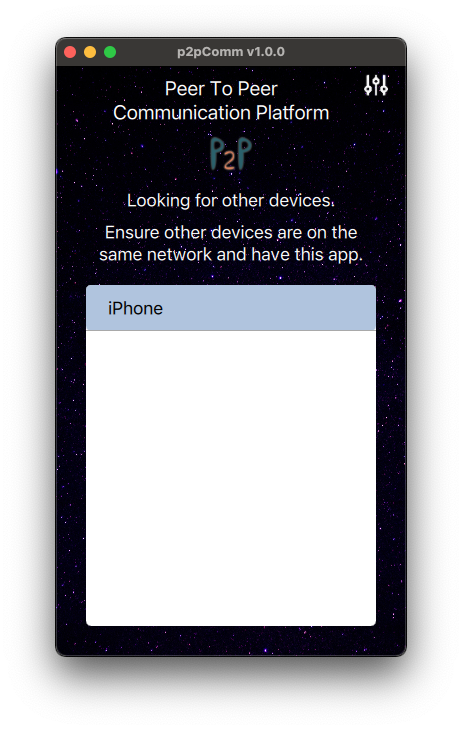 p2pComm v1.0.0
Peer To Peer
Communication Platform
P2P
Looking for other devices.
Ensure other devices are on the
same network and have this app.
iPhone